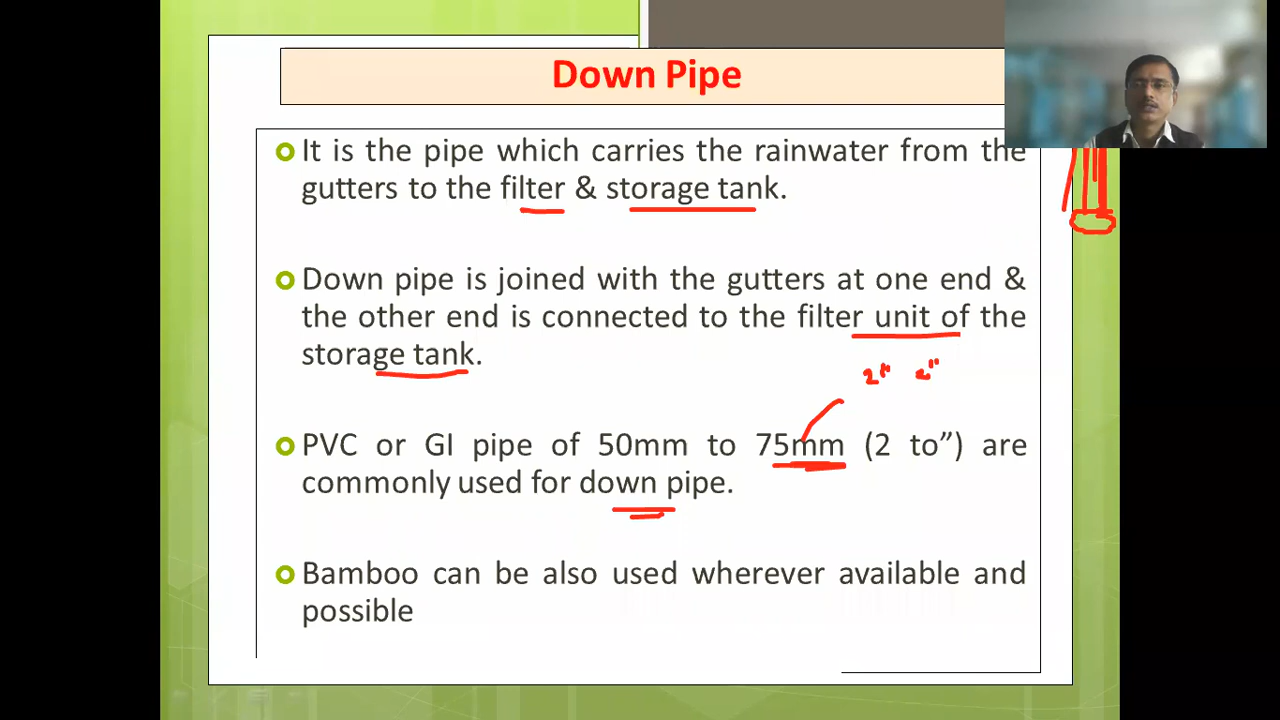 Down Pipe
It is the pipe which carries the rainwater from the
gutters to the filter & storage tank.
Down pipe is joined with the gutters at one end &
the other end is connected to the filter unit of the
storage tank.
2"
PVC or GI pipe of 50mm to 75mm (2 to”) are
commonly used for down pipe.
Bamboo can be also used wherever available and
possible